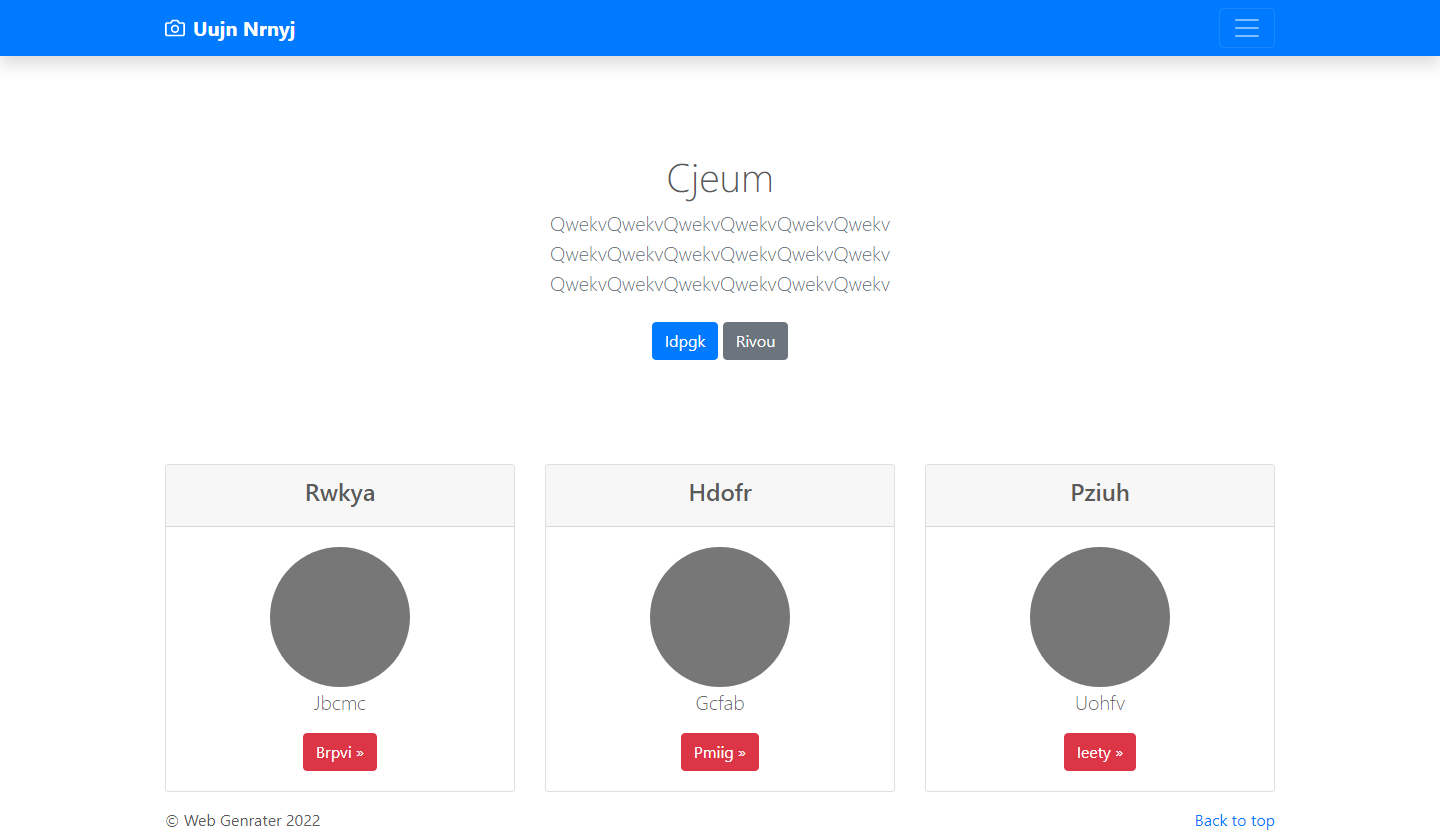 Uujn Nrnyj
Cjeum
QwekvQwekvQwekvQwekvQwekvQwekv
QwekvQwekvQwekvQwekvQwekvQwekv
QwekvQwekvQwekvQwekvQwekvQwekv
Idpgk Rivou
Rwkya Hdofr Pziuh
Jbcmc Gcfab Uohfv
Brpvi » Pmiig » Ieety »
© Web Genrater 2022 Back to top